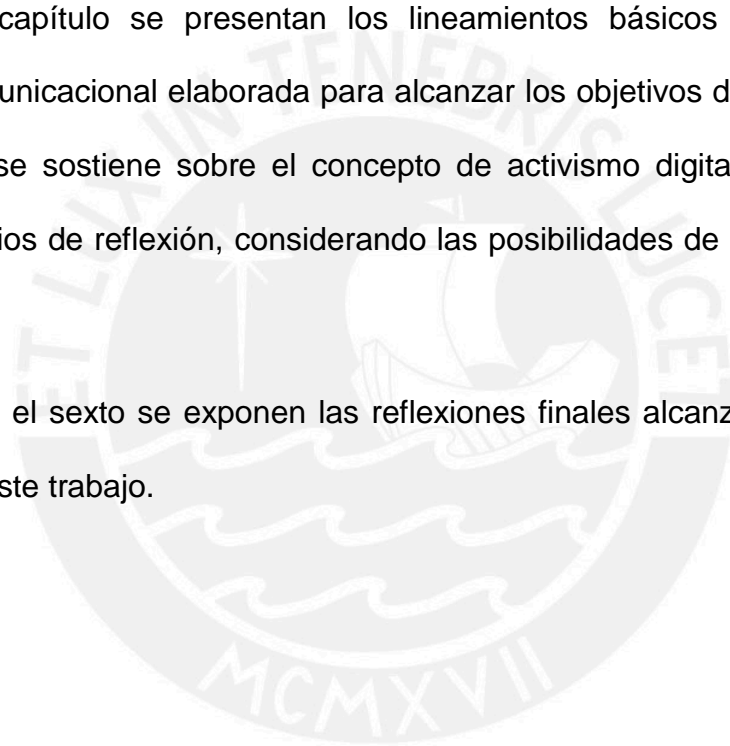 capítulo se presentan los lineamientos básicos
unicacional elaborada para alcanzar los objetivos d
se sostiene sobre el concepto de activismo digita
ios de reflexión, considerando las posibilidades de
el sexto se exponen las reflexiones finales alcanz
ste trabajo.
ET LUX IN TENEBRIS LUCET
MCMXVII